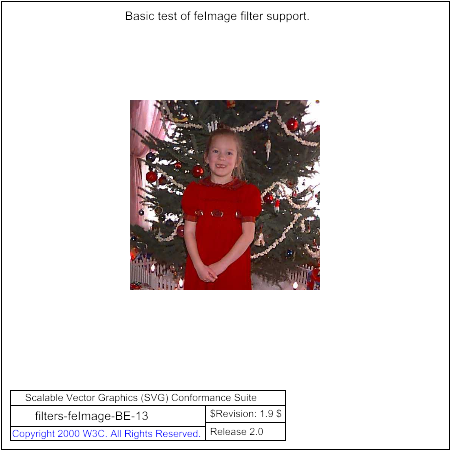 Basic test of feImage filter support.
Scalable Vector Graphics (SVG) Conformance Suite
filters-feImage-BE-13
$Revision: 1.9 $
Copyright 2000 W3C. All Rights Reserved.
Release 2.0